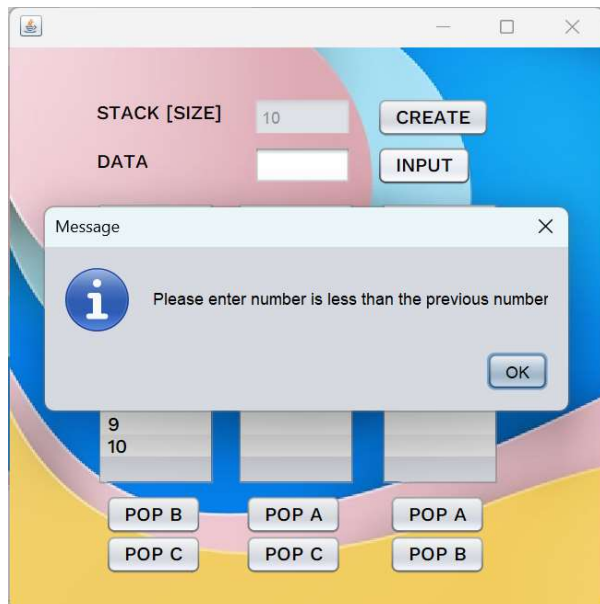 STACK [SIZE] 10 CREATE
DATA INPUT
Message
Please enter number is less than the previous number
OK
9
10
POP B POP A POP A
POP C POP C POP B